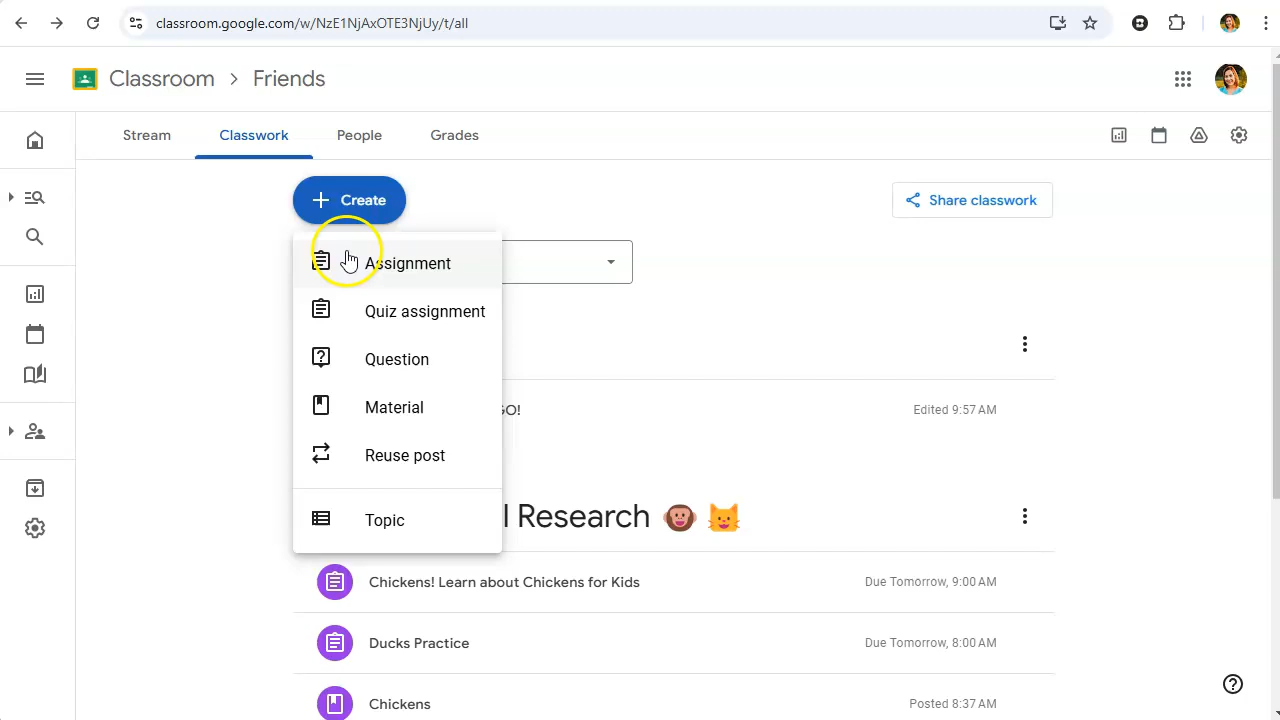 classroom.google.com/w/NzE1NjAxOTE3NjUy/t/all
Classroom > Friends
Stream Classwork People Grades
Create
Share classwork
Assignment
Quiz assignment
Question
Material
GO! Edited 9:57 AM
Reuse post
l Research
Topic
Chickens! Learn about Chickens for Kids Due Tomorrow, 9:00 AM
Ducks Practice Due Tomorrow, 8:00 AM
Chickens Posted 8:37 AM